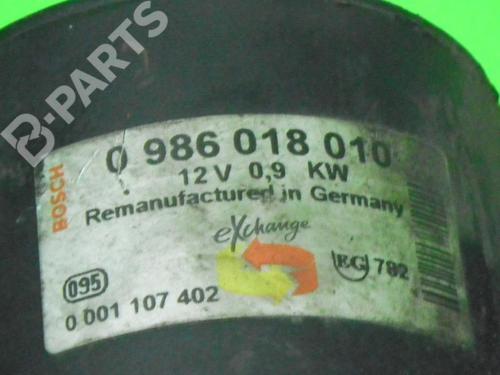 B-PARTS
BOSCH
0 986 018 010
12 V 0,9 KW
Remanufactured in Germany
eXchange
095
EG 782
0 001 107 402